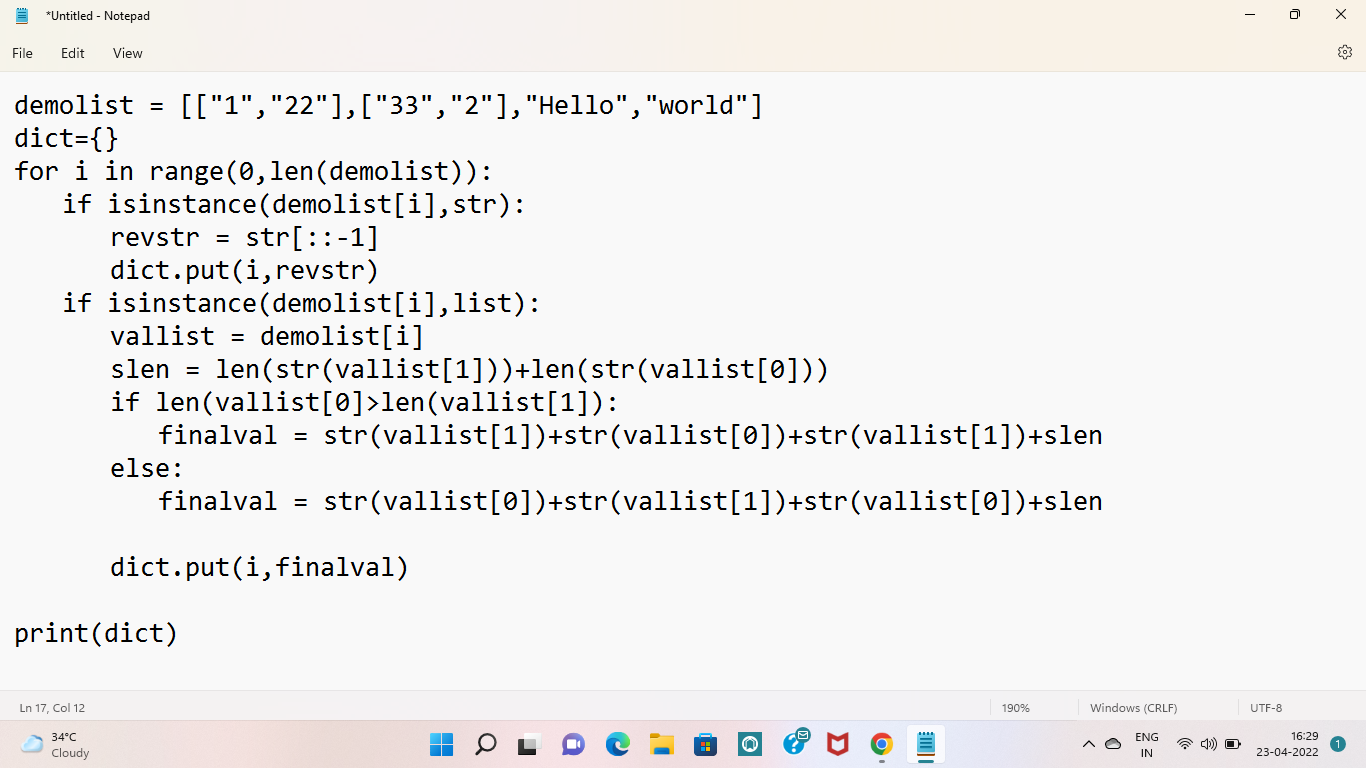 *Untitled - Notepad
File Edit View
demolist = [["1","22"],["33","2"],"Hello","world"]
dict={}
for i in range(0,len(demolist)):
   if isinstance(demolist[i],str):
      revstr = str[::-1]
      dict.put(i,revstr)
   if isinstance(demolist[i],list):
      vallist = demolist[i]
      slen = len(str(vallist[1]))+len(str(vallist[0]))
      if len(vallist[0]>len(vallist[1]):
         finalval = str(vallist[1])+str(vallist[0])+str(vallist[1])+slen
      else:
         finalval = str(vallist[0])+str(vallist[1])+str(vallist[0])+slen
      dict.put(i,finalval)
print(dict)
Ln 17, Col 12 190% Windows (CRLF) UTF-8
34°C
Cloudy
ENG
IN
16:29
23-04-2022
1